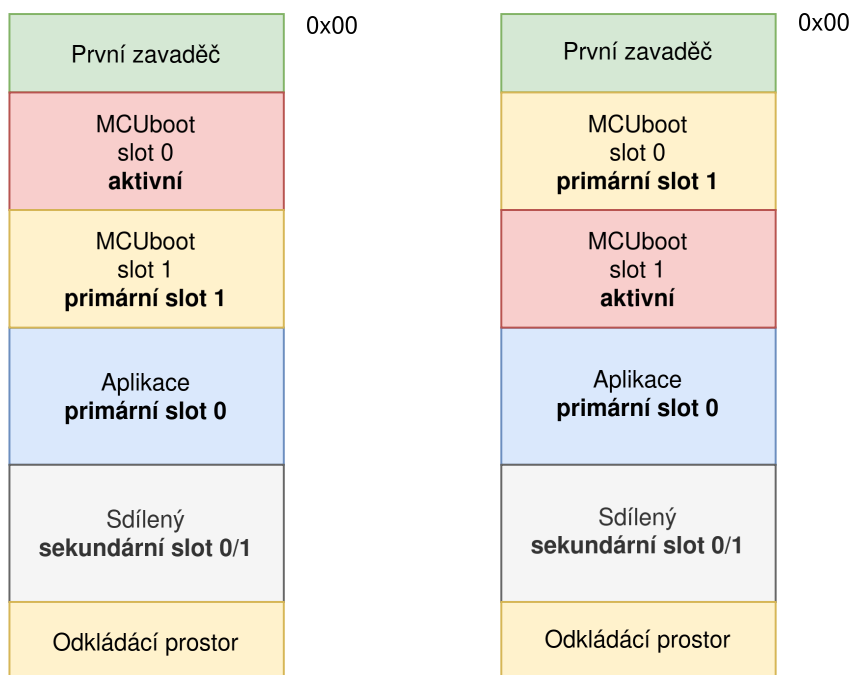 První zavaděč
0x00
MCUboot
slot 0
aktivní
MCUboot
slot 1
primární slot 1
Aplikace
primární slot 0
Sdílený
sekundární slot 0/1
Odkládácí prostor
První zavaděč
0x00
MCUboot
slot 0
primární slot 1
MCUboot
slot 1
aktivní
Aplikace
primární slot 0
Sdílený
sekundární slot 0/1
Odkládácí prostor